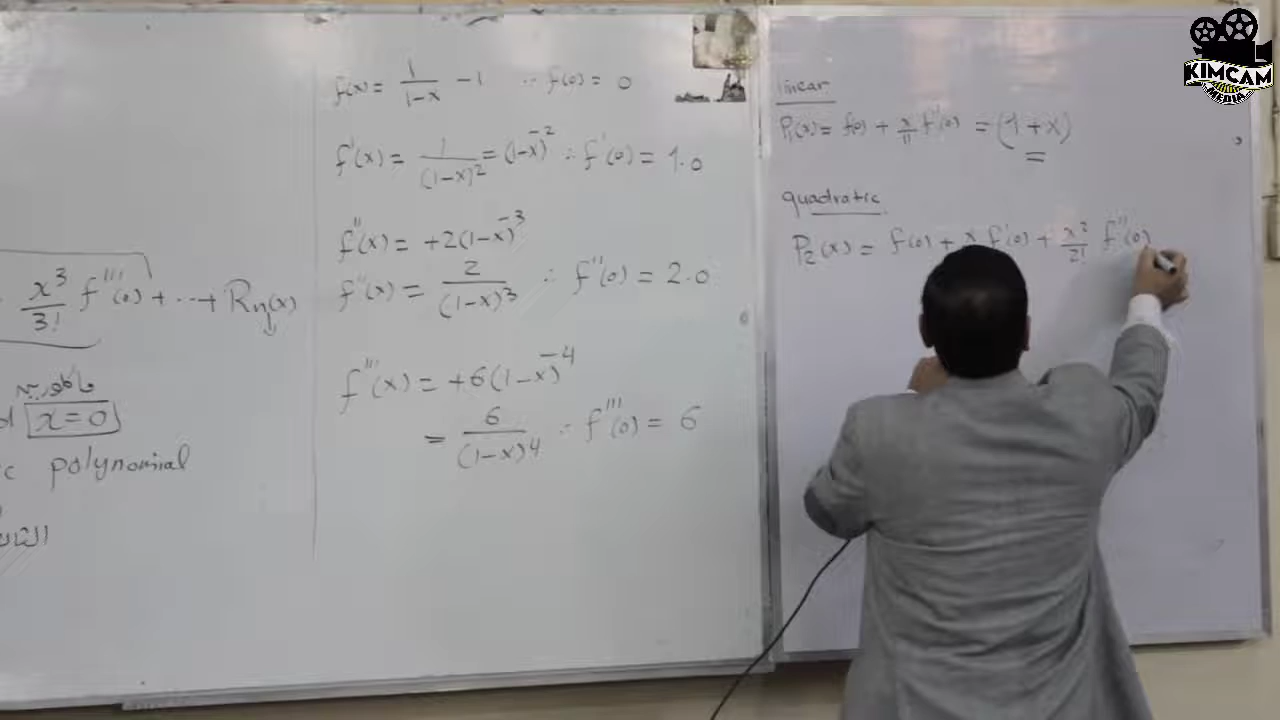 x³/3! f'''(0) + ... + Rη(x)
x=0
polynomial
f(x) = 1/(1-x) - 1 ∴ f(0) = 0
f'(x) = 1/(1-x)² = (1-x)⁻² ∴ f'(0) = 1.0
f''(x) = +2(1-x)⁻³
f''(x) = 2/(1-x)³ ∴ f''(0) = 2.0
f'''(x) = +6(1-x)⁻⁴
= 6/(1-x)4 ∴ f'''(0) = 6
linear
P₁(x) = f(0) + x/1! f'(0) = (1+x)
quadratic
P₂(x) = f(0) + x f'(0) + x²/2! f''(0)
KIMCAM
MEDIA